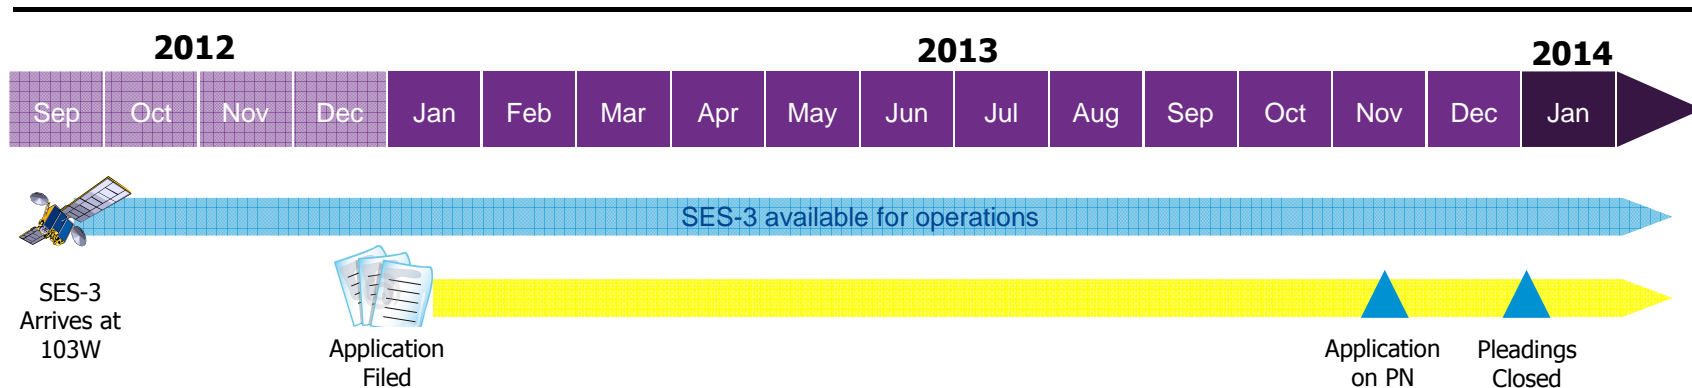 2012
2013
2014
Sep Oct Nov Dec Jan Feb Mar Apr May Jun Jul Aug Sep Oct Nov Dec Jan
SES-3 available for operations
SES-3
Arrives at
103W
Application
Filed
Application
on PN
Pleadings
Closed